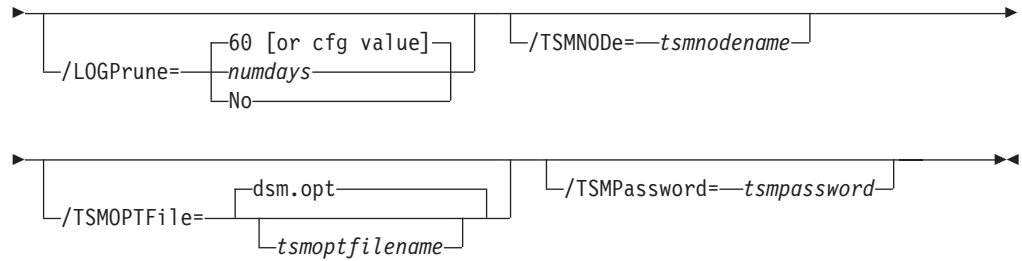 60 [or cfg value]
/LOGPrune= numdays
No
/TSMNODe= tsmnodename
dsm.opt
/TSMOPTFile=
tsmoptfilename
/TSMPassword= tsmpassword